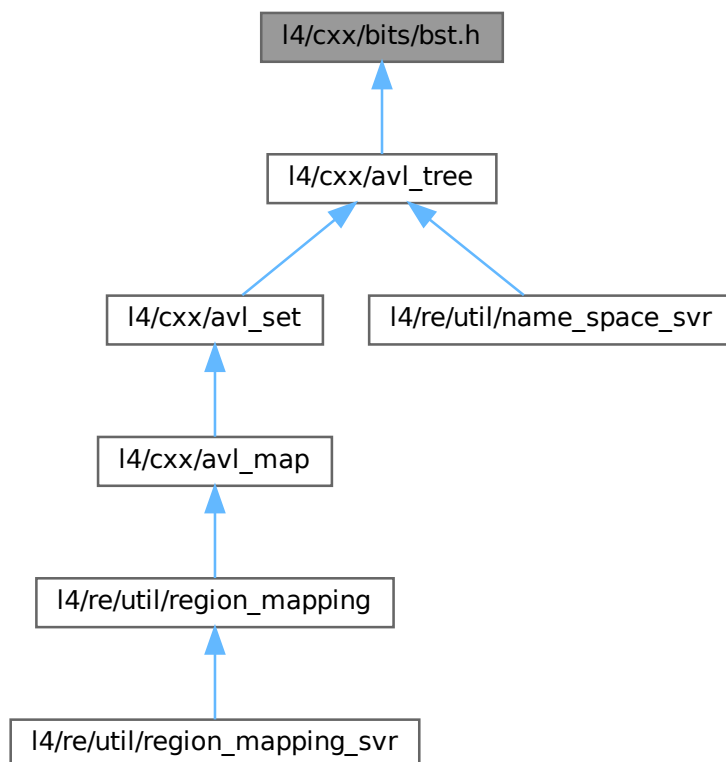 l4/cxx/bits/bst.h
l4/cxx/avl_tree
l4/cxx/avl_set
l4/re/util/name_space_svr
l4/cxx/avl_map
l4/re/util/region_mapping
l4/re/util/region_mapping_svr